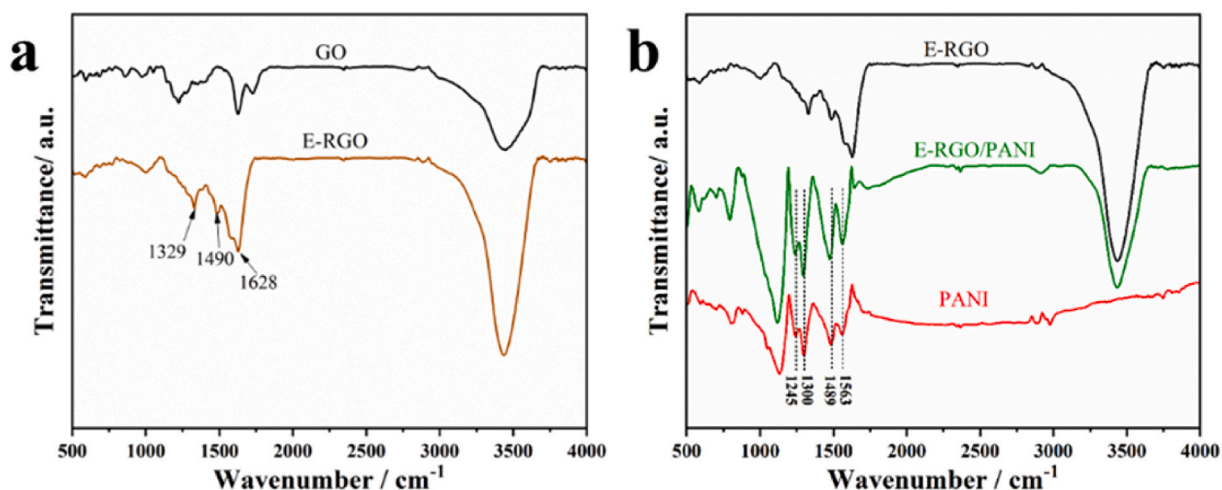 a
GO
E-RGO
1329
1490
1628
Transmittance/ a.u.
500 1000 1500 2000 2500 3000 3500 4000
Wavenumber / cm⁻¹
b
E-RGO
E-RGO/PANI
PANI
1245
1300
1489
1563
Transmittance/ a.u.
500 1000 1500 2000 2500 3000 3500 4000
Wavenumber / cm⁻¹